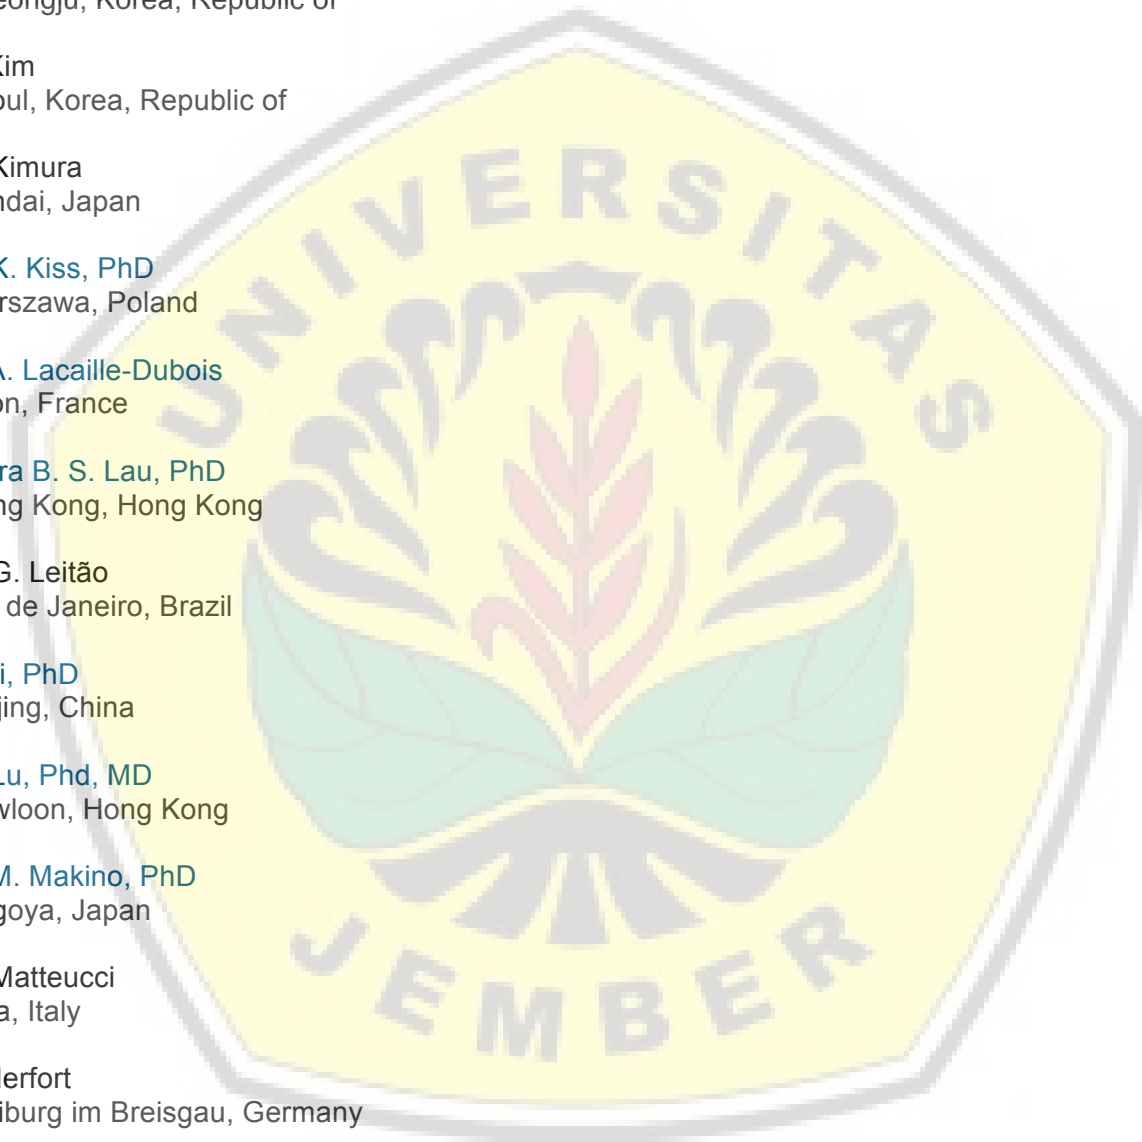 eongju, Korea, Republic of
Kim
oul, Korea, Republic of
Kimura
ndai, Japan
K. Kiss, PhD
rszawa, Poland
A. Lacaille-Dubois
on, France
ra B. S. Lau, PhD
ng Kong, Hong Kong
G. Leitão
de Janeiro, Brazil
i, PhD
jing, China
Lu, Phd, MD
wloon, Hong Kong
M. Makino, PhD
goya, Japan
Matteucci
a, Italy
lerfort
iburg im Breisgau, Germany
UNIVERSITAS
JEMBER